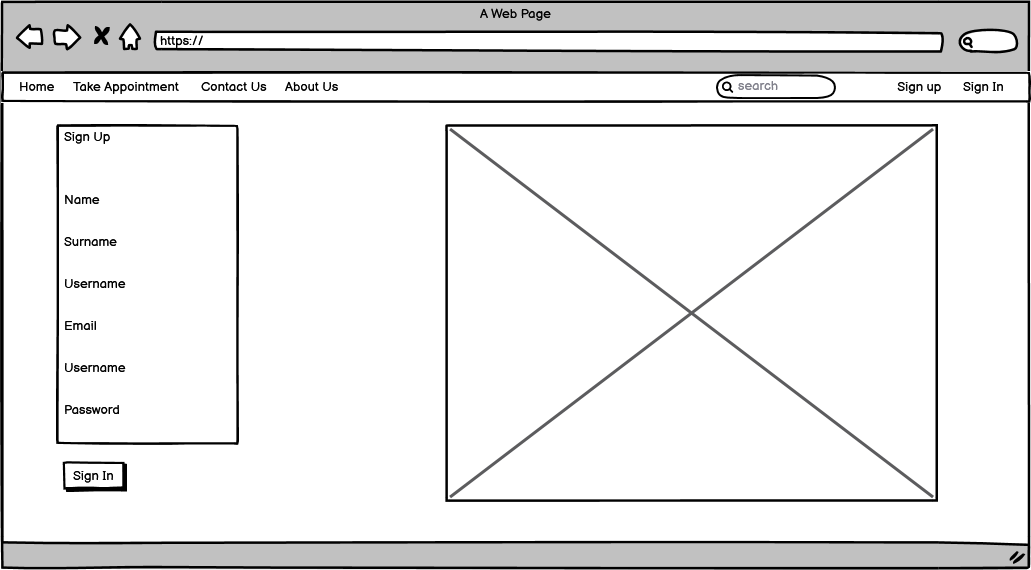 A Web Page
https://
Home Take Appointment Contact Us About Us search Sign up Sign In
Sign Up
Name
Surname
Username
Email
Username
Password
Sign In